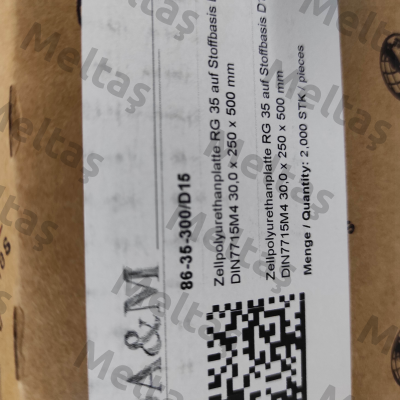 A&M
86-35-300/D15
Zellpolyurethanplatte RG 35 auf Stoffbasis
DIN7715M4 30,0 x 250 x 500 mm
Zellpolyurethanplatte RG 35 auf Stoffbasis D
DIN7715M4 30,0 x 250 x 500 mm
Menge / Quantity: 2,000 STK / pieces
Meltaş